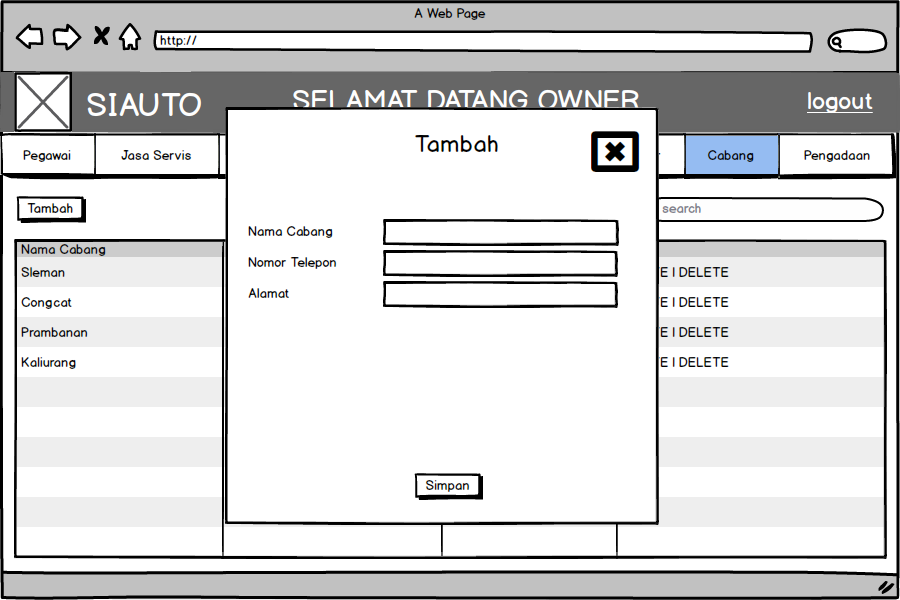 A Web Page
http://
SIAUTO
SELAMAT DATANG OWNER
logout
Pegawai
Jasa Servis
Cabang
Pengadaan
Tambah
search
Nama Cabang
Sleman
E | DELETE
Congcat
E | DELETE
Prambanan
E | DELETE
Kaliurang
E | DELETE
Tambah
Nama Cabang
Nomor Telepon
Alamat
Simpan